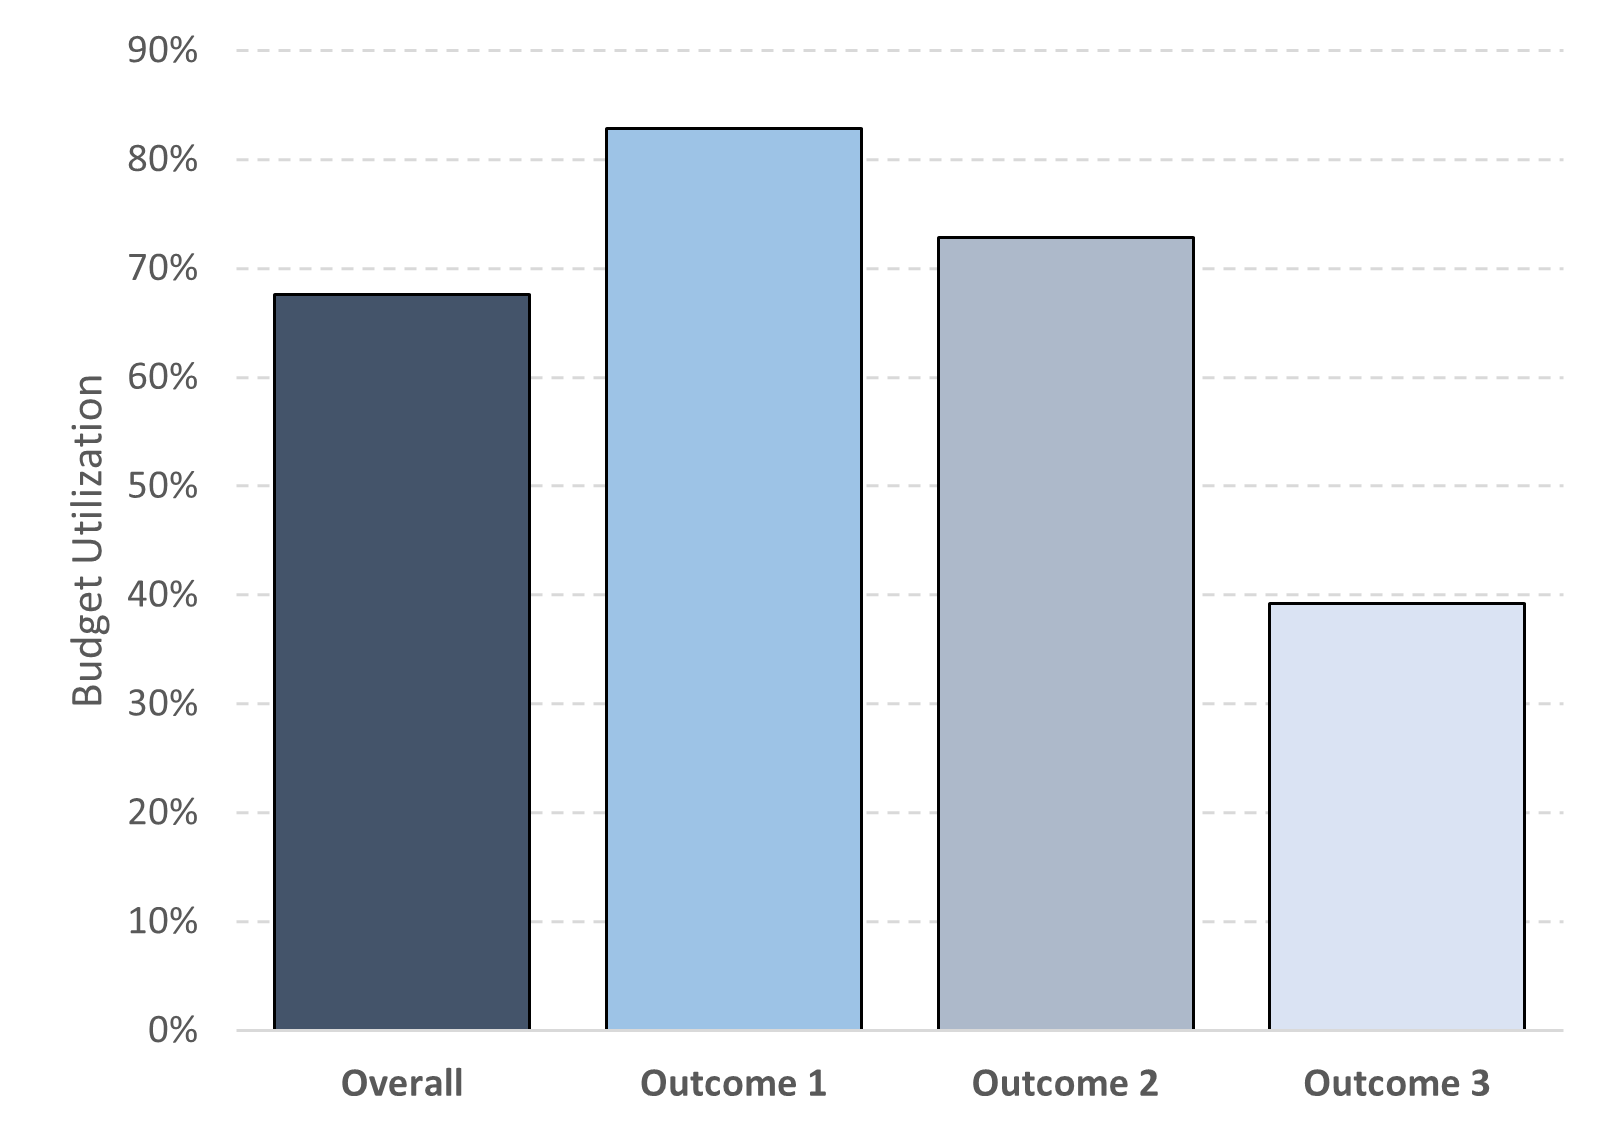 90%
80%
70%
60%
50%
40%
30%
20%
10%
0%
Budget Utilization
Overall
Outcome 1
Outcome 2
Outcome 3